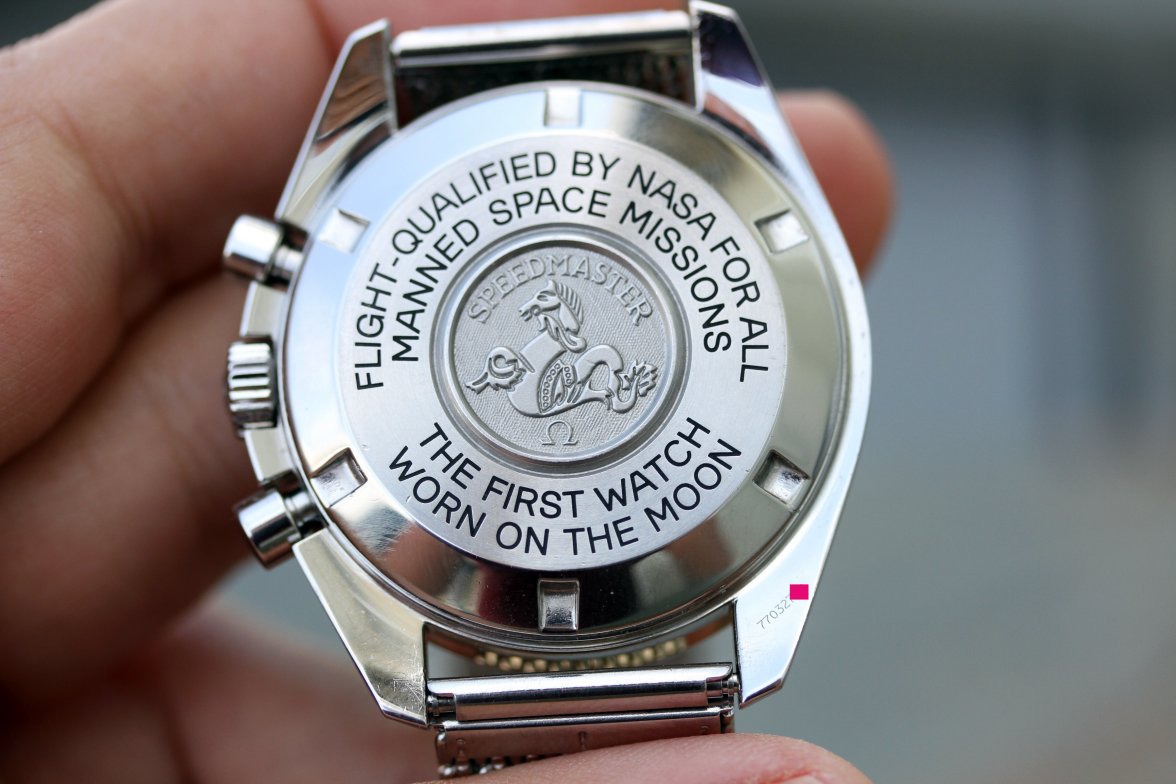 FLIGHT-QUALIFIED BY NASA FOR ALL
MANNED SPACE MISSIONS
SPEEDMASTER
Ω
THE FIRST WATCH
WORN ON THE MOON